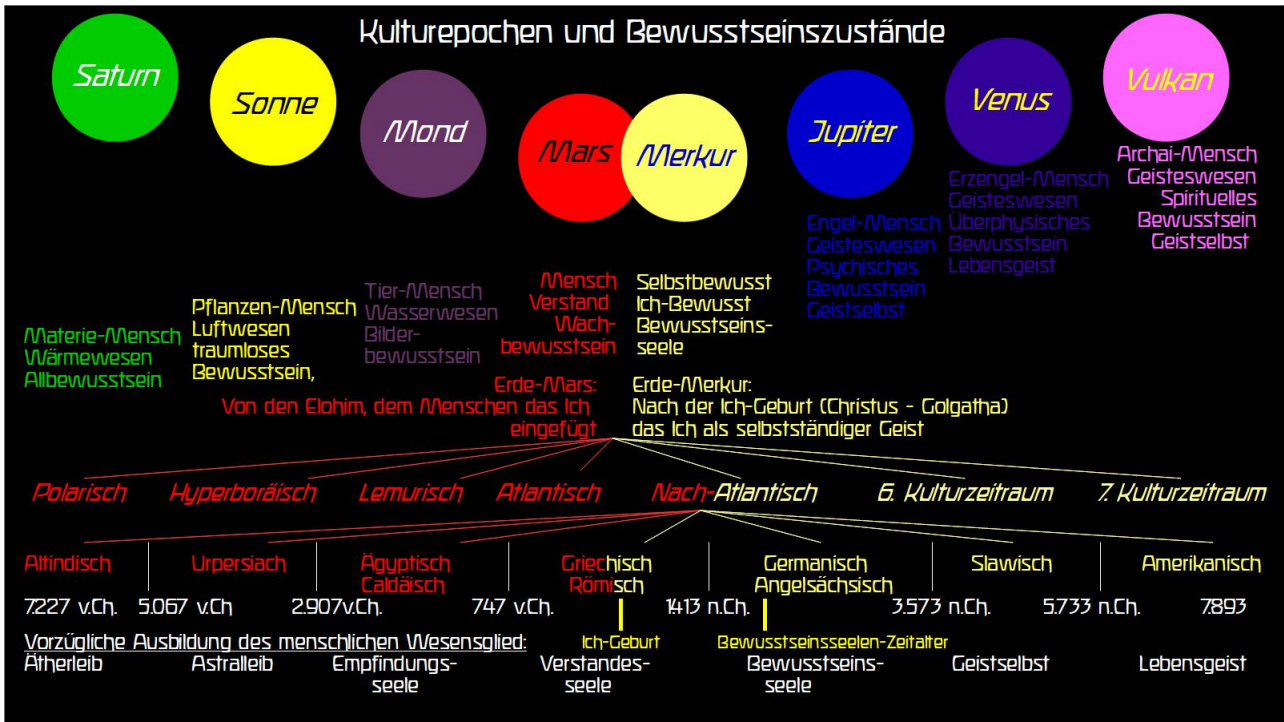 Kulturepochen und Bewusstseinszustände
Saturn
Sonne
Mond
Mars
Merkur
Jupiter
Venus
Vulkan
Materie-Mensch
Wärmewesen
Allbewusstsein
Pflanzen-Mensch
Luftwesen
traumloses
Bewusstsein,
Tier-Mensch
Wasserwesen
Bilder-
bewusstsein
Mensch
Verstand
Wach-
bewusstsein
Selbstbewusst
Ich-Bewusst
Bewusstseins-
seele
Engel-Mensch
Geisteswesen
Psychisches
Bewusstsein
Geistselbst
Erzengel-Mensch
Geisteswesen
Überphysisches
Bewusstsein
Lebensgeist
Archai-Mensch
Geisteswesen
Spirituelles
Bewusstsein
Geistselbst
Erde-Mars:
Von den Elohim, dem Menschen das Ich
eingefügt
Erde-Merkur:
Nach der Ich-Geburt (Christus - Golgatha)
das Ich als selbstständiger Geist
Polarisch Hyperboräisch Lemurisch Atlantisch Nach-Atlantisch 6. Kulturzeitraum 7. Kulturzeitraum
Altindisch
Urpersiach
Ägyptisch
Caldäisch
Griechisch
Römisch
Germanisch
Angelsächsisch
Slawisch
Amerikanisch
7.227 v.Ch. 5.067 v.Ch 2.907v.Ch. 747 v.Ch. 1413 n.Ch. 3.573 n.Ch. 5.733 n.Ch. 7.893
Ich-Geburt
Bewusstseinsseelen-Zeitalter
Vorzügliche Ausbildung des menschlichen Wesensglied:
Ätherleib
Astralleib
Empfindungs-
seele
Verstandes-
seele
Bewusstseins-
seele
Geistselbst
Lebensgeist